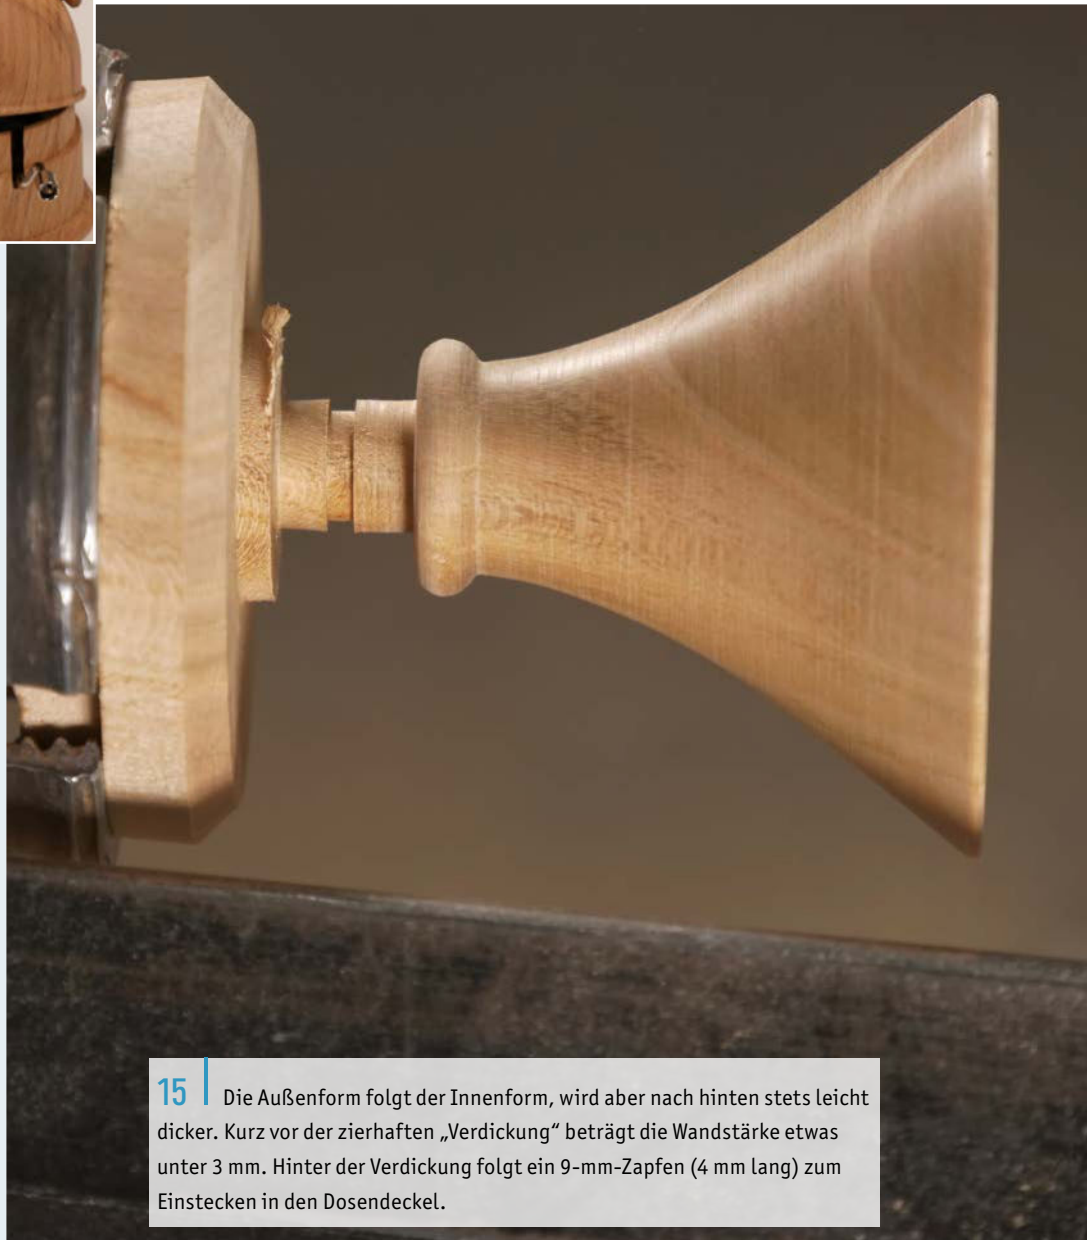 15 Die Außenform folgt der Innenform, wird aber nach hinten stets leicht
dicker. Kurz vor der zierhaften „Verdickung“ beträgt die Wandstärke etwas
unter 3 mm. Hinter der Verdickung folgt ein 9-mm-Zapfen (4 mm lang) zum
Einstecken in den Dosendeckel.